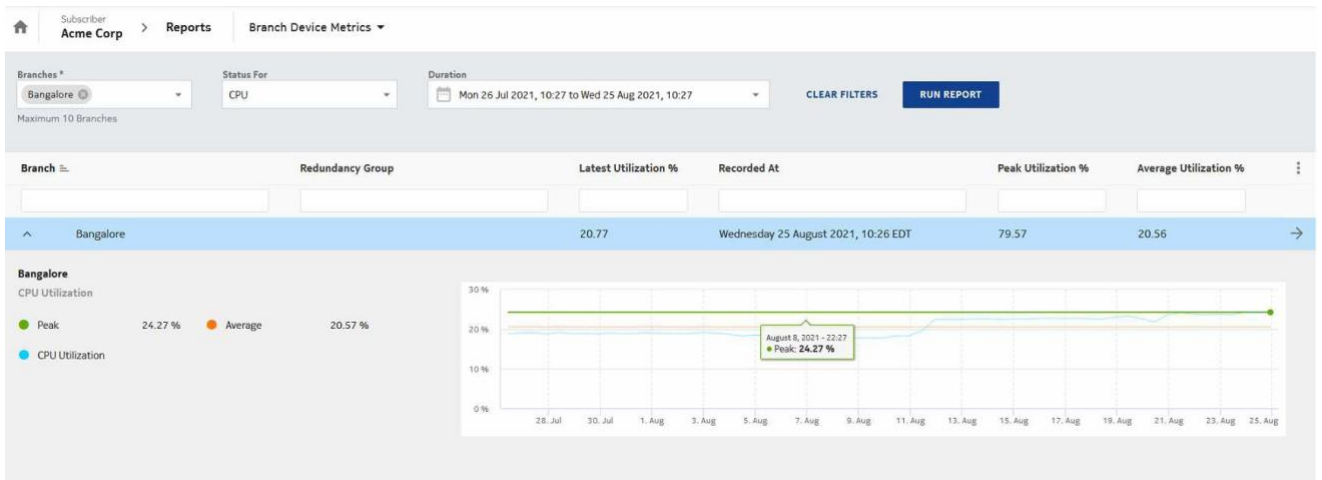 Subscriber
Acme Corp > Reports Branch Device Metrics
Branches * Status For Duration
Bangalore CPU Mon 26 Jul 2021, 10:27 to Wed 25 Aug 2021, 10:27 CLEAR FILTERS RUN REPORT
Maximum 10 Branches
Branch Redundancy Group Latest Utilization % Recorded At Peak Utilization % Average Utilization %
Bangalore 20.77 Wednesday 25 August 2021, 10:26 EDT 79.57 20.56
Bangalore
CPU Utilization
Peak 24.27 % Average 20.57 %
CPU Utilization
30 %
20 %
10 %
0 %
August 8, 2021 - 22:27
Peak: 24.27 %
28. Jul 30. Jul 1. Aug 3. Aug 5. Aug 7. Aug 9. Aug 11. Aug 13. Aug 15. Aug 17. Aug 19. Aug 21. Aug 23. Aug 25. Aug